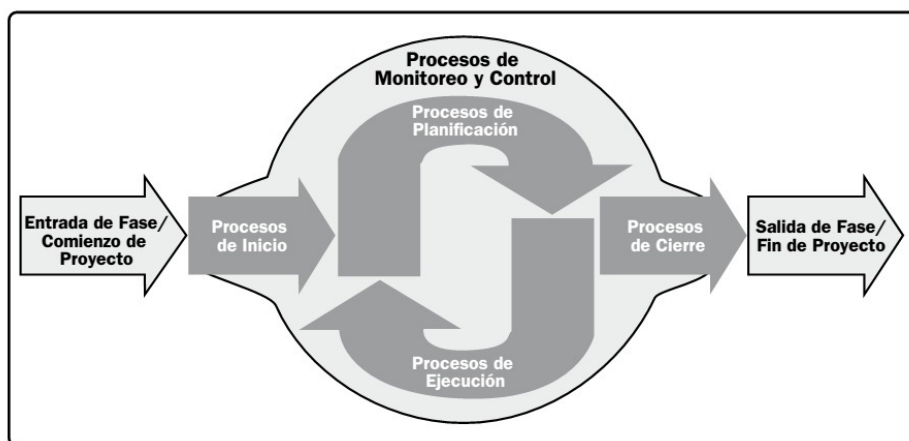 Procesos de
Monitoreo y Control
Procesos de
Planificación
Entrada de Fase/
Comienzo de
Proyecto
Procesos
de Inicio
Procesos
de Cierre
Salida de Fase/
Fin de Proyecto
Procesos de
Ejecución